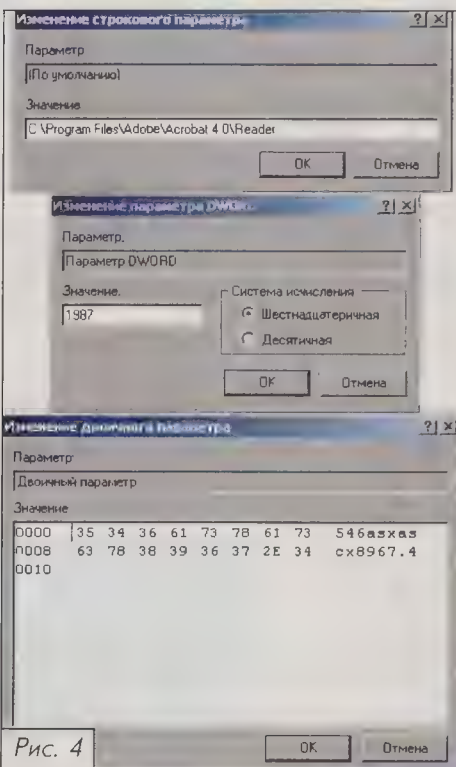 Изменение строкового параметра ? ×
Параметр
(По умолчанию)
Значение
C:\Program Files\Adobe\Acrobat 4.0\Reader
OK Отмена
Изменение параметра DWORD ? ×
Параметр.
Параметр DWORD
Значение. Система исчисления
1987 Шестнадцатеричная
Десятичная
OK Отмена
Изменение двоичного параметра ? ×
Параметр
Двоичный параметр
Значение
0000 35 34 36 61 73 78 61 73 546asxas
0008 63 78 38 39 36 37 2E 34 cx8967.4
0010
Рис. 4 OK Отмена